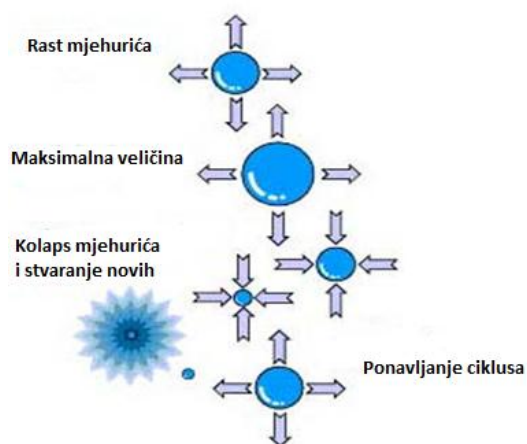 Rast mjehurića
Maksimalna veličina
Kolaps mjehurića
i stvaranje novih
Ponavljanje ciklusa